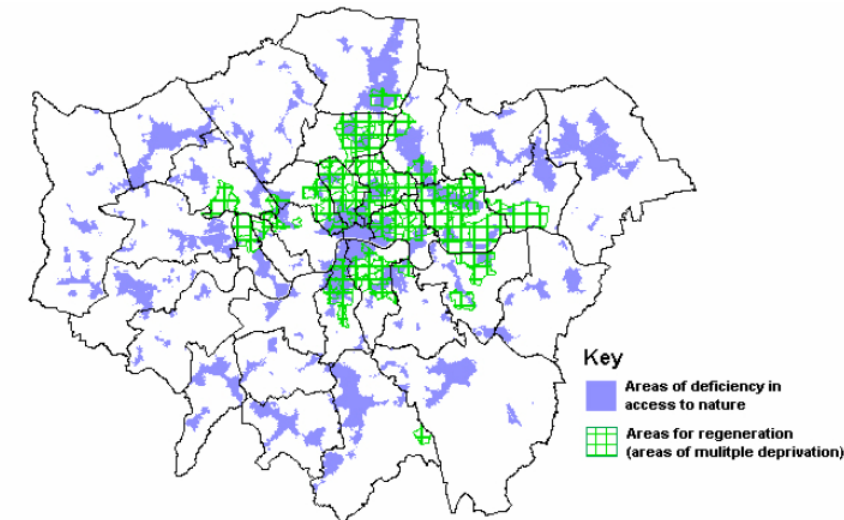 Key
Areas of deficiency in
access to nature
Areas for regeneration
(areas of mulitple deprivation)